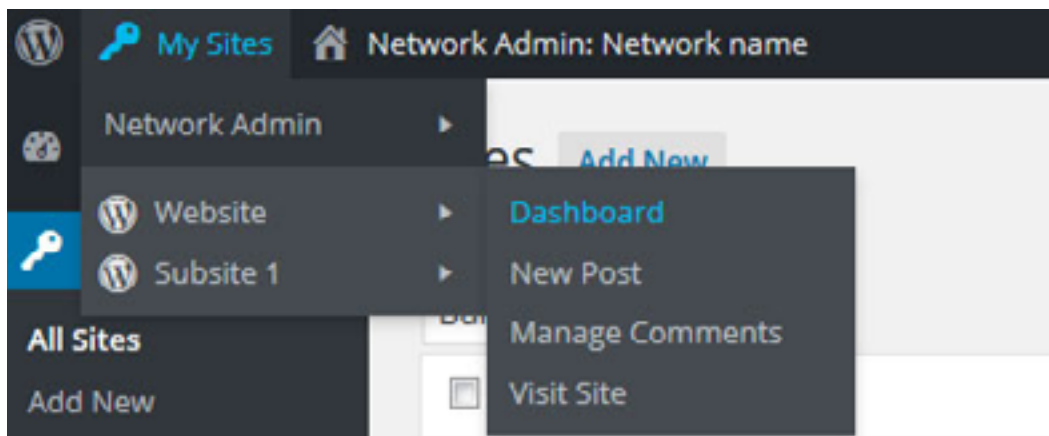 My Sites Network Admin: Network name
Network Admin
es Add New
Website Dashboard
Subsite 1 New Post
Manage Comments
All Sites
Add New Visit Site